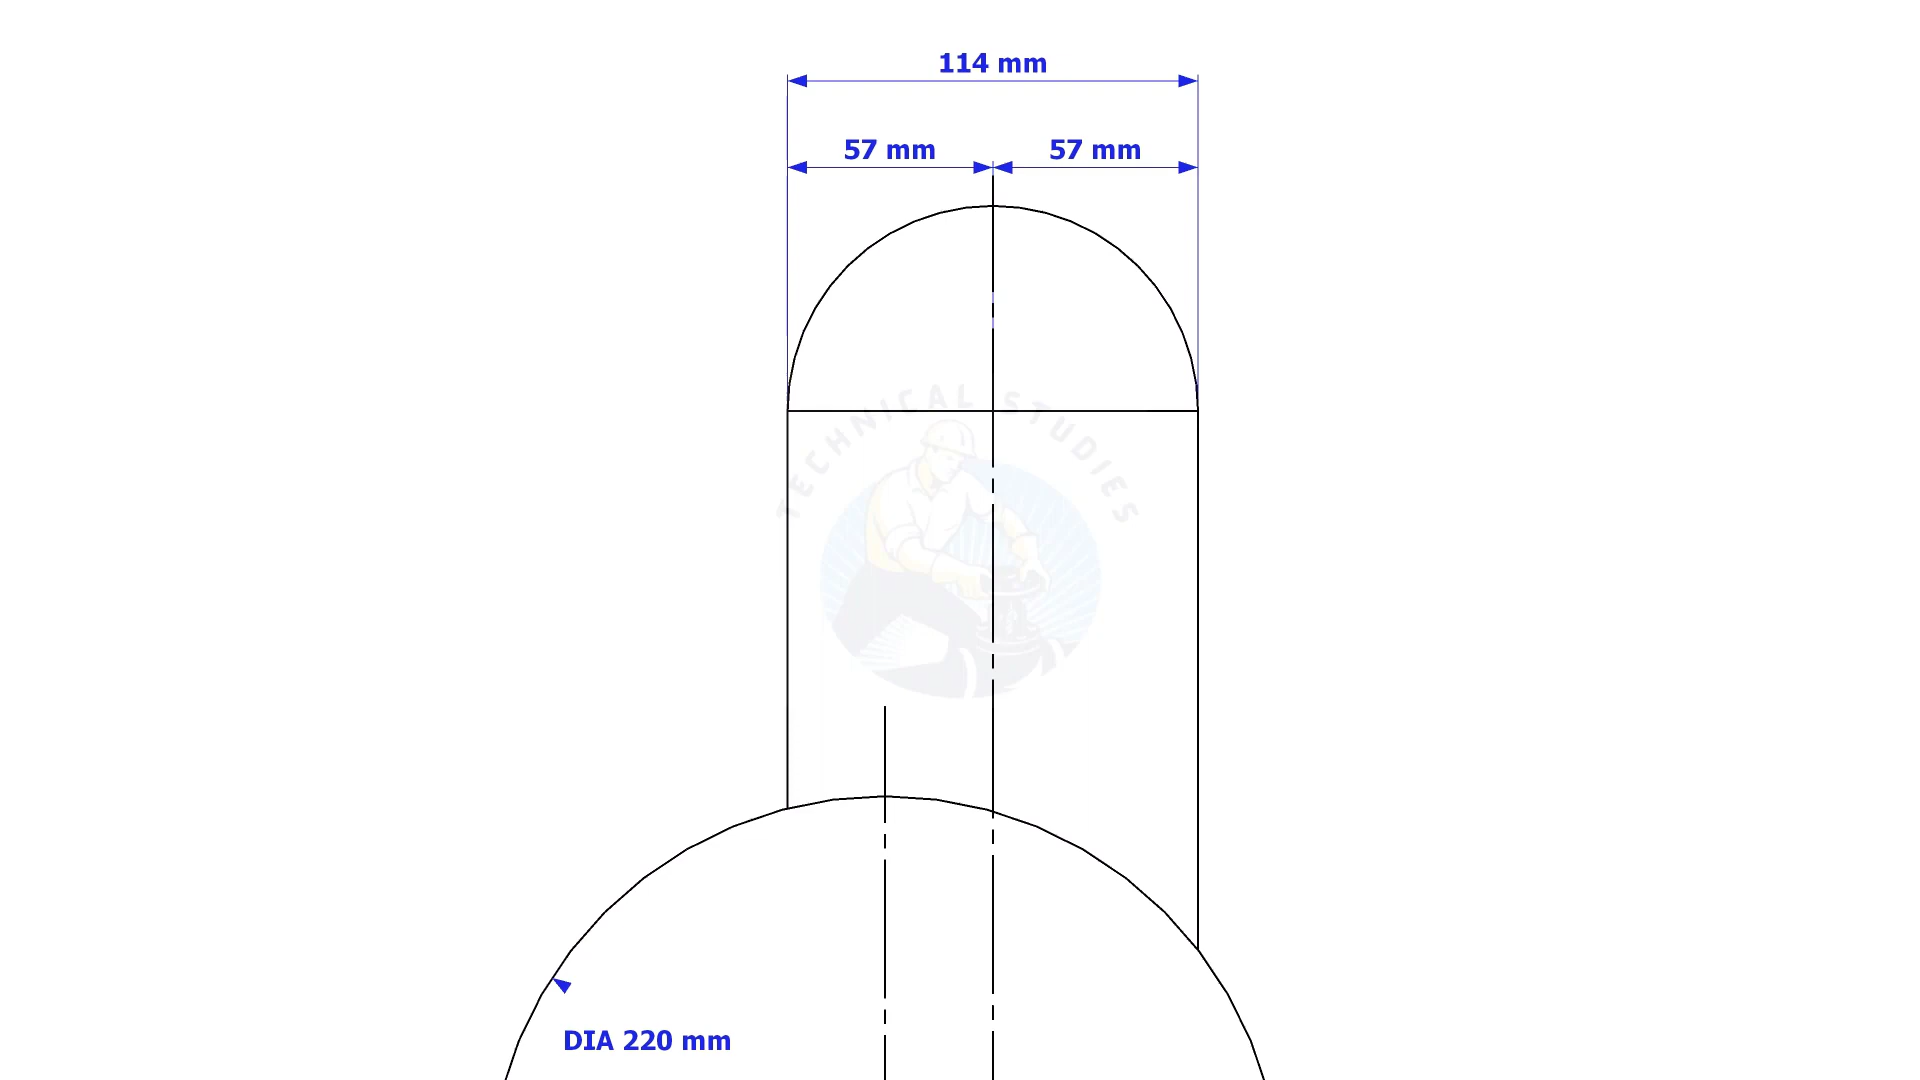 114 mm
57 mm 57 mm
TECHNICAL STUDIES
DIA 220 mm